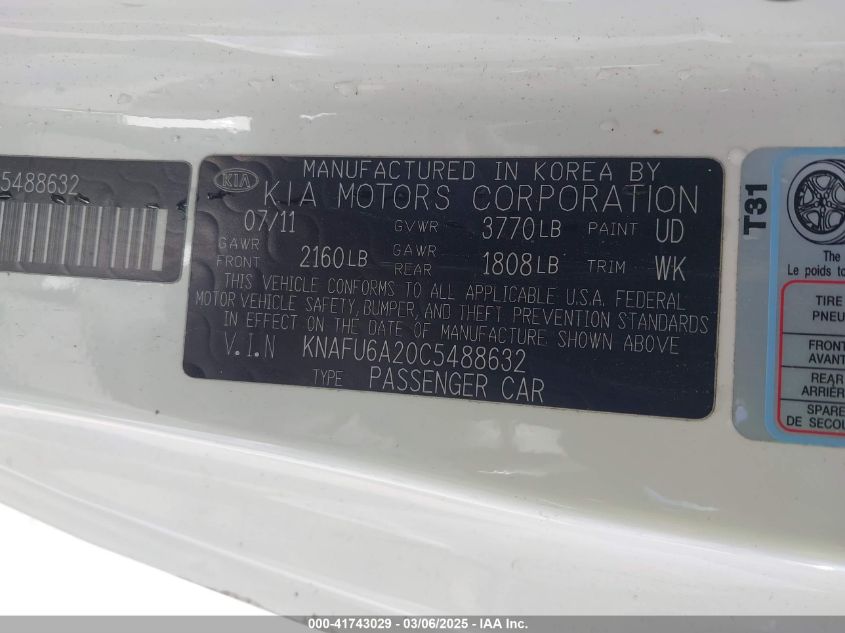 5488632
KIA
MANUFACTURED IN KOREA BY
KIA MOTORS CORPORATION
07/11 GVWR 3770LB PAINT UD
GAWR FRONT 2160LB GAWR REAR 1808LB TRIM WK
THIS VEHICLE CONFORMS TO ALL APPLICABLE U.S.A. FEDERAL
MOTOR VEHICLE SAFETY, BUMPER, AND THEFT PREVENTION STANDARDS
IN EFFECT ON THE DATE OF MANUFACTURE SHOWN ABOVE
V.I.N KNAFU6A20C5488632
TYPE PASSENGER CAR
T31
The
Le poids to
TIRE
PNEU
FRONT
AVANT
REAR
ARRIÈR
SPARE
DE SECOU
000-41743029 - 03/06/2025 - IAA, Inc.